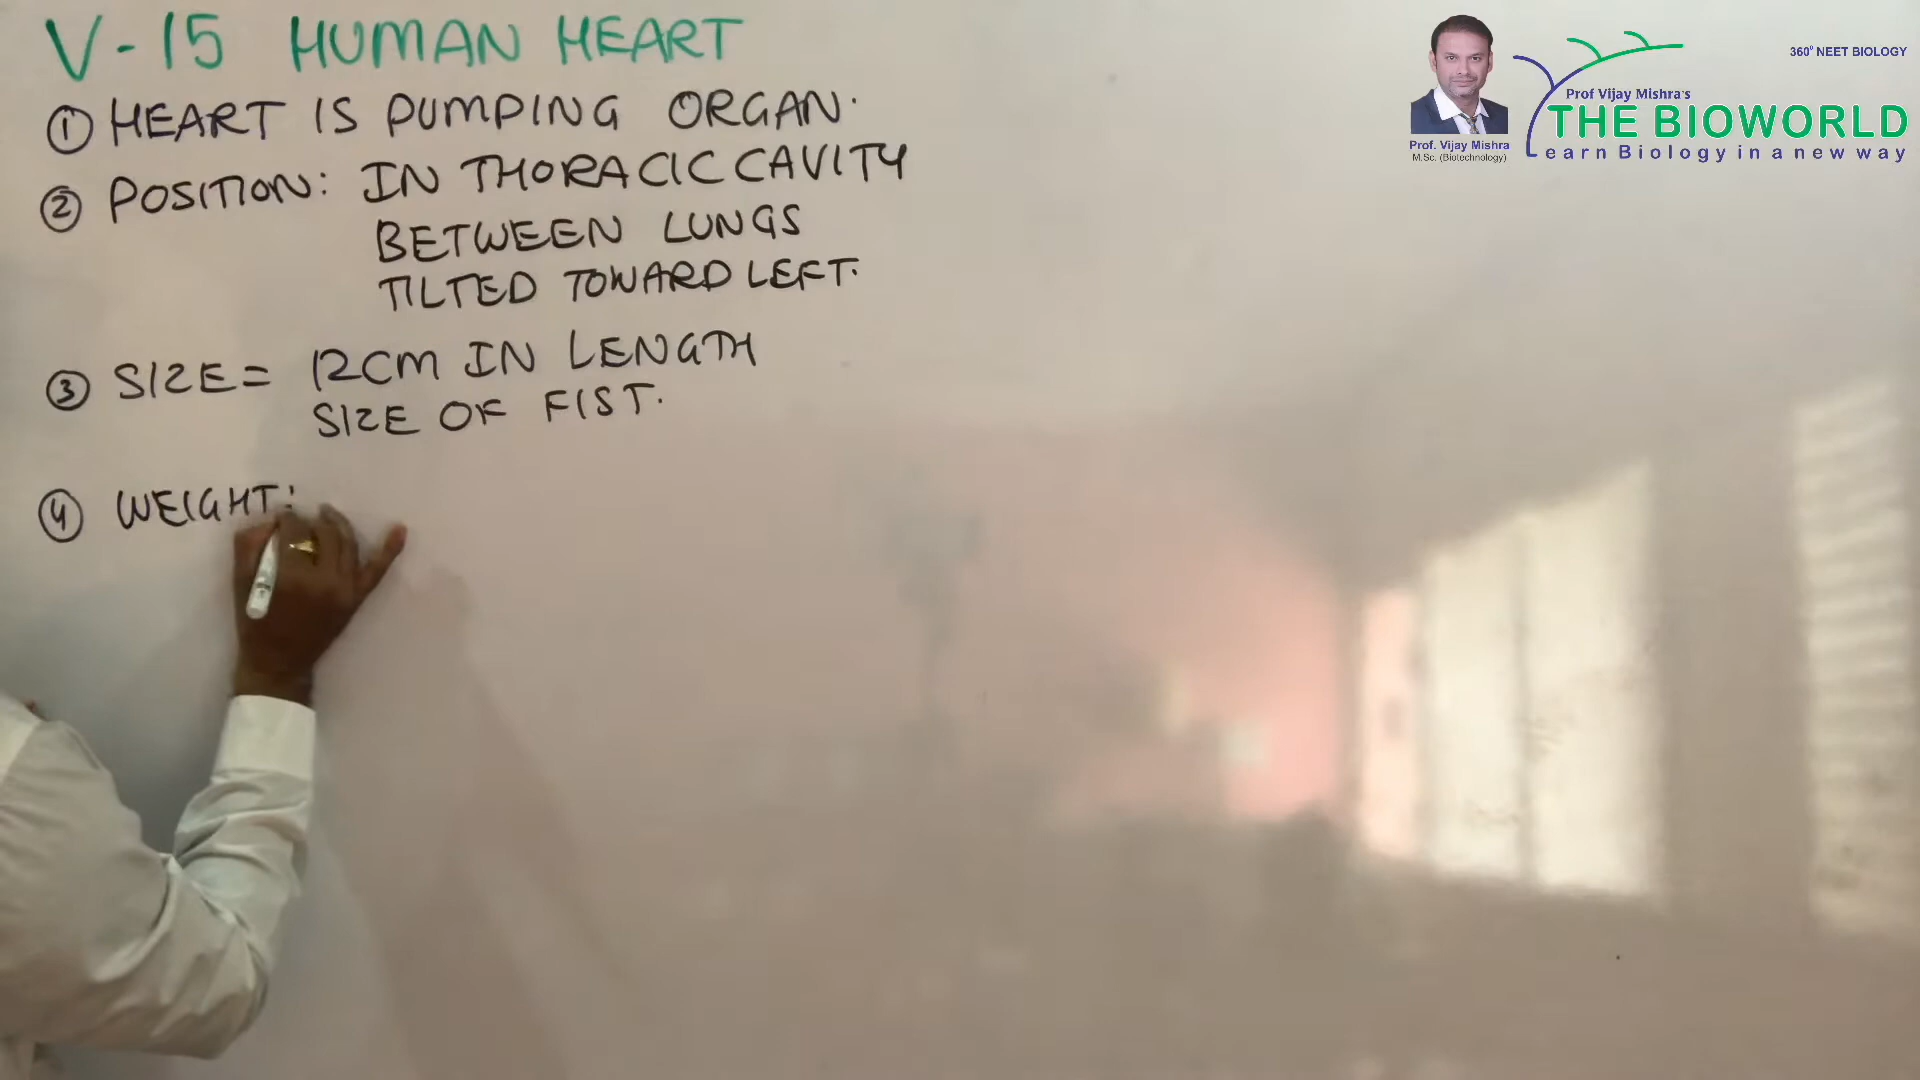 V-15 HUMAN HEART
① HEART IS PUMPING ORGAN.
② POSITION: IN THORACIC CAVITY
BETWEEN LUNGS
TILTED TOWARD LEFT.
③ SIZE = 12CM IN LENGTH
SIZE OF FIST.
④ WEIGHT:
360° NEET BIOLOGY
Prof Vijay Mishra's
THE BIOWORLD
Learn Biology in a new way
Prof. Vijay Mishra
M.Sc. (Biotechnology)